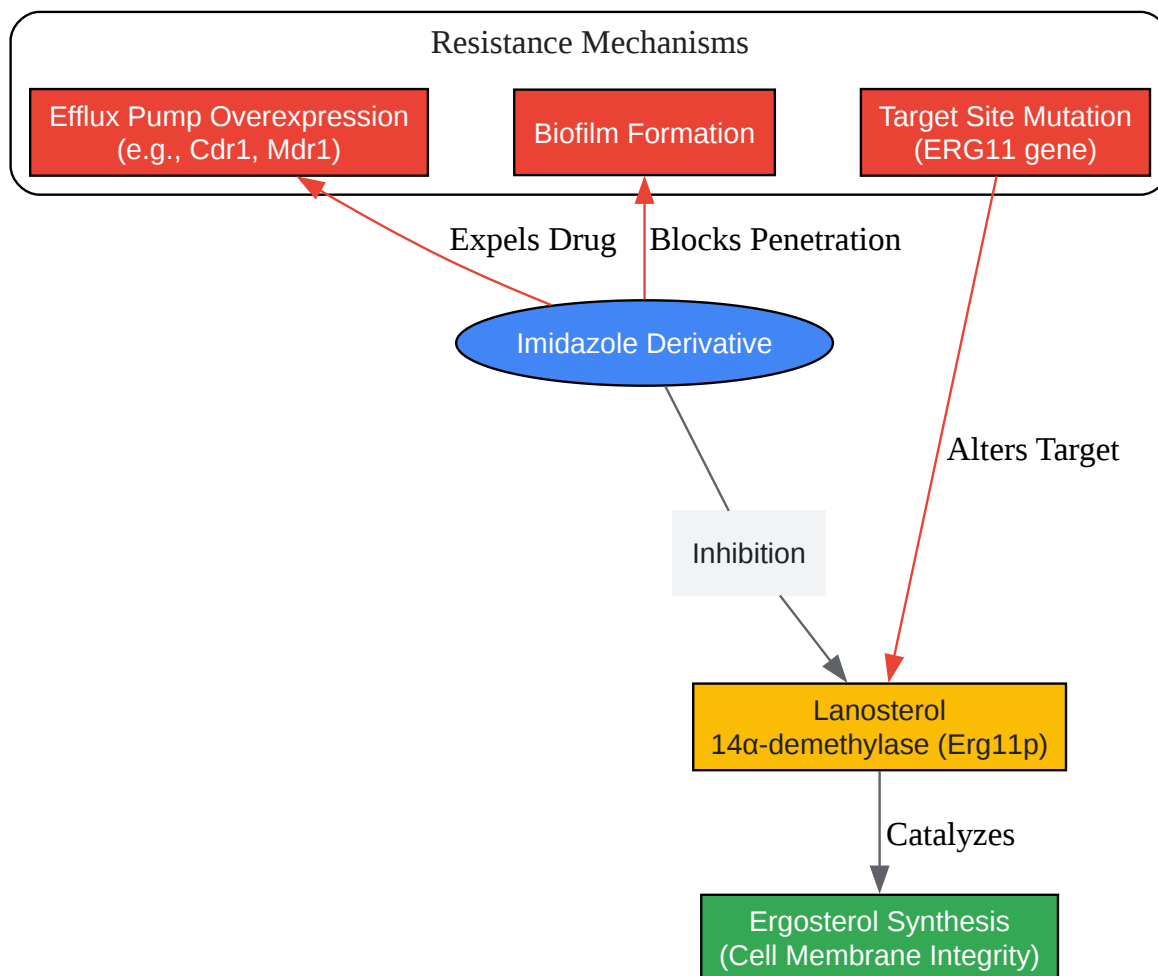 Resistance Mechanisms
Efflux Pump Overexpression
(e.g., Cdr1, Mdr1)
Biofilm Formation
Target Site Mutation
(ERG11 gene)
Expels Drug
Blocks Penetration
Imidazole Derivative
Alters Target
Inhibition
Lanosterol
14α-demethylase (Erg11p)
Catalyzes
Ergosterol Synthesis
(Cell Membrane Integrity)